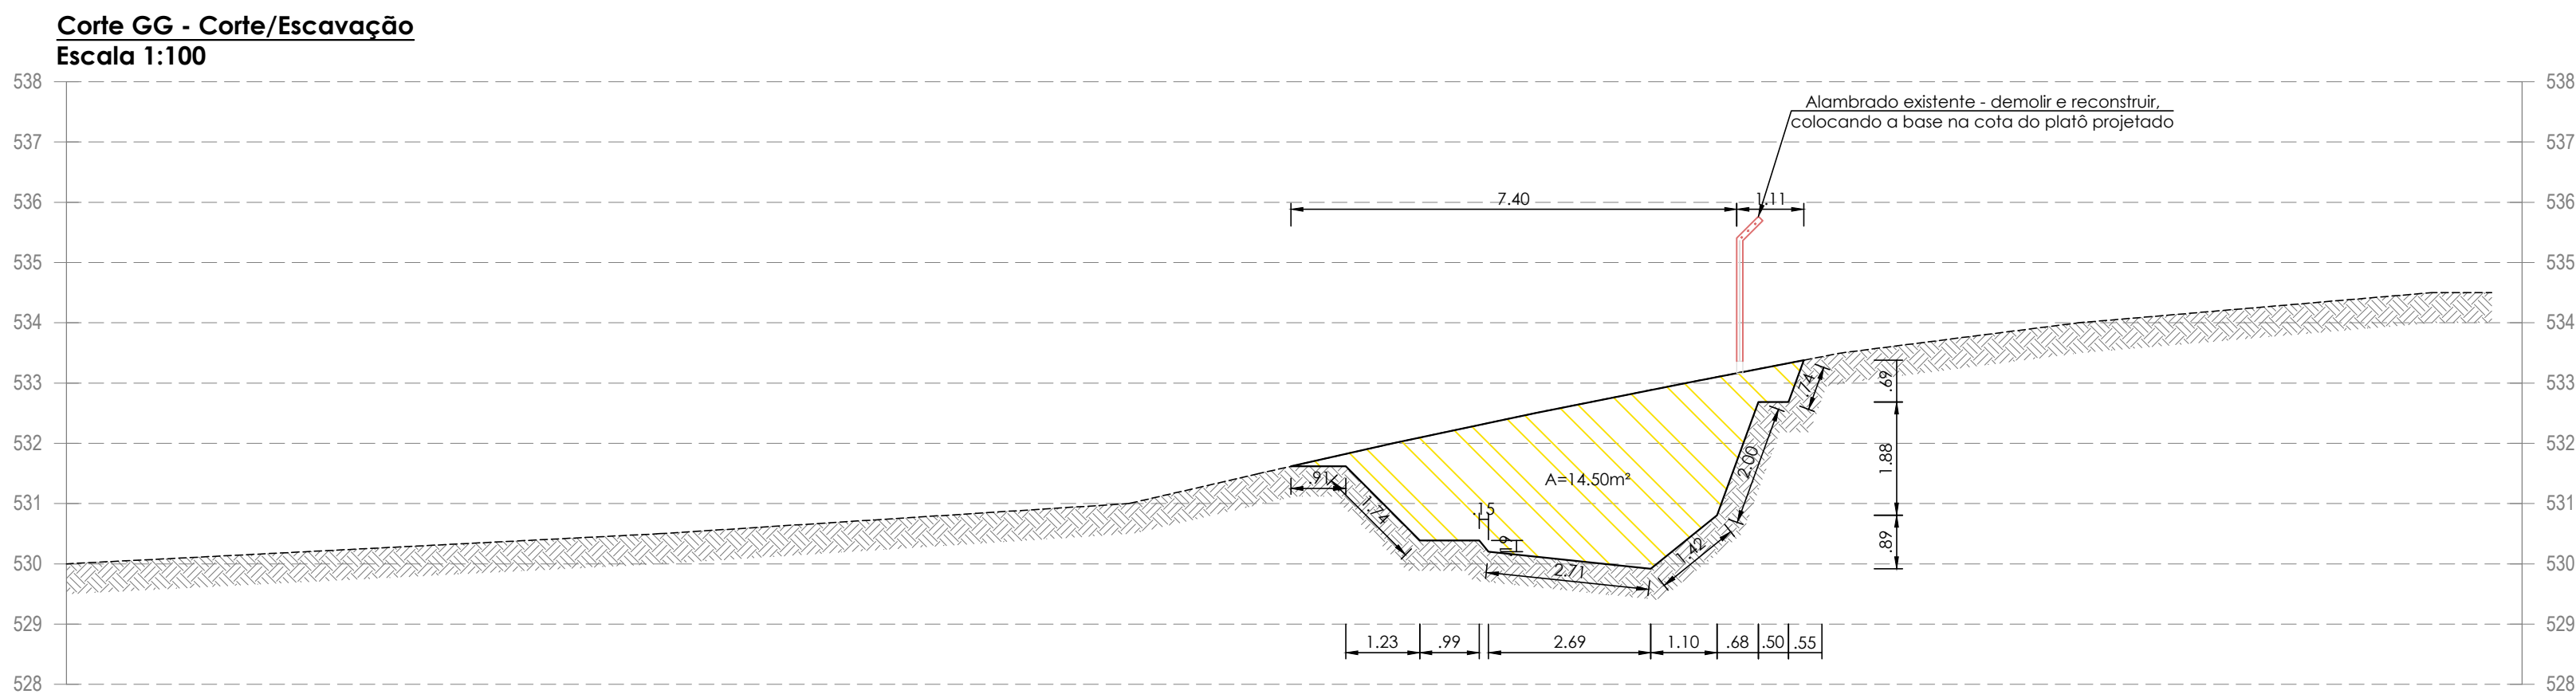 Corte GG - Corte/Escavação
Escala 1:100
538 538
Alambrado existente - demolir e reconstruir,
colocando a base na cota do platô projetado
537 537
536 7.40 1.11 536
535 535
534 534
533 .74 .69 533
532 532
2.00 1.88
A=14.50m²
.91
531 531
1.74 .15
.19 1.42 .89
530 2.71 530
529 529
1.23 .99 2.69 1.10 .68 .50 .55
528 528